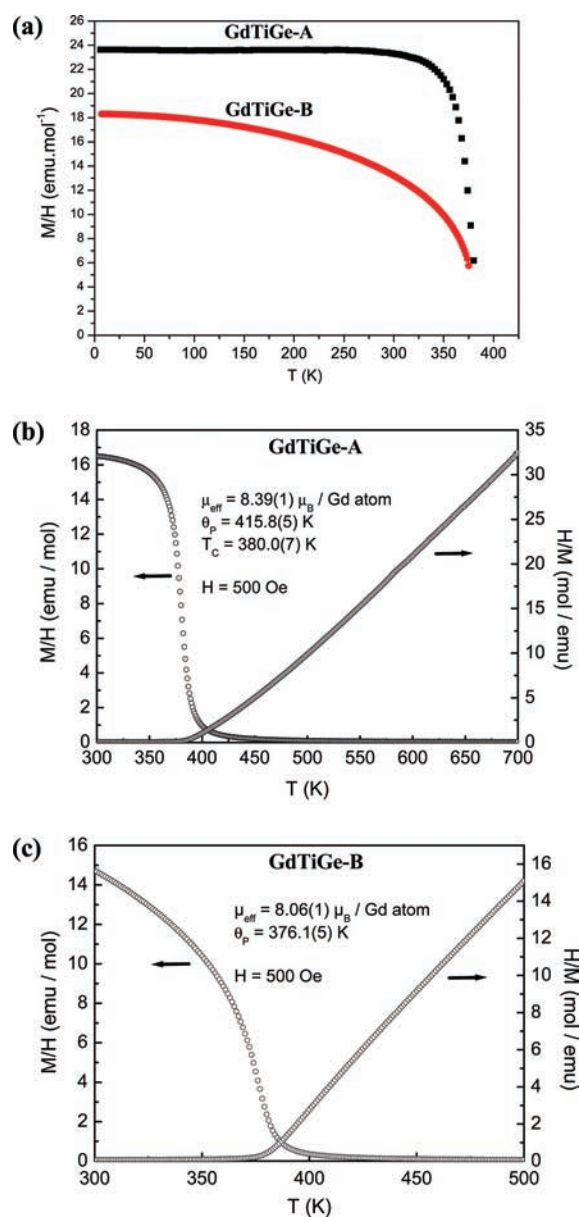 (a)
GdTiGe-A
GdTiGe-B
M/H (emu.mol⁻¹)
26
24
22
20
18
16
14
12
10
8
6
4
2
0
0 50 100 150 200 250 300 350 400
T (K)
(b)
GdTiGe-A
μeff = 8.39(1) μB / Gd atom
θP = 415.8(5) K
TC = 380.0(7) K
H = 500 Oe
M/H (emu / mol)
18
16
14
12
10
8
6
4
2
0
H/M (mol / emu)
35
30
25
20
15
10
5
0
300 350 400 450 500 550 600 650 700
T (K)
(c)
GdTiGe-B
μeff = 8.06(1) μB / Gd atom
θP = 376.1(5) K
H = 500 Oe
M/H (emu / mol)
16
14
12
10
8
6
4
2
0
H/M (mol / emu)
16
14
12
10
8
6
4
2
0
300 350 400 450 500
T (K)